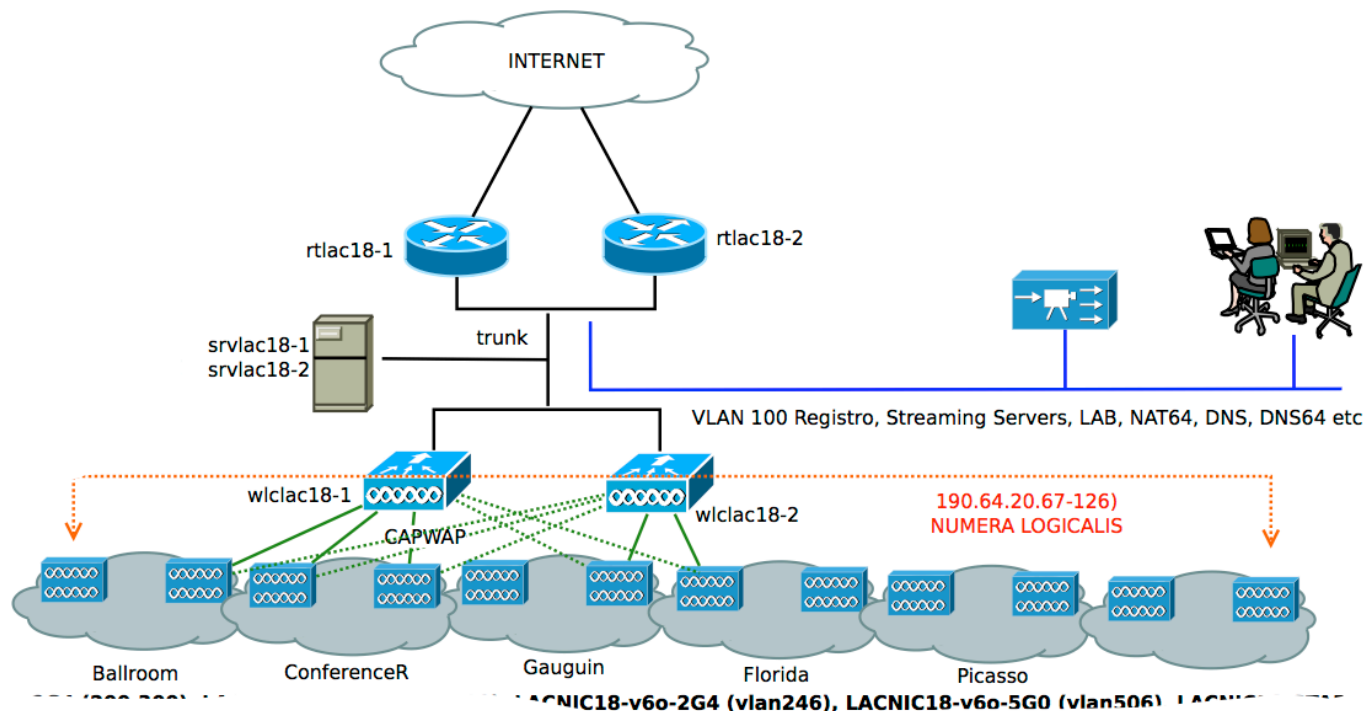 INTERNET
rtlac18-1
rtlac18-2
srvlac18-1
srvlac18-2
trunk
VLAN 100 Registro, Streaming Servers, LAB, NAT64, DNS, DNS64 etc
wlclac18-1
wlclac18-2
190.64.20.67-126)
NUMERA LOGICALIS
CAPWAP
Ballroom
ConferenceR
Gauguin
Florida
Picasso
LACNIC18-v6o-2G4 (vlan246), LACNIC18-v6o-5G0 (vlan506),